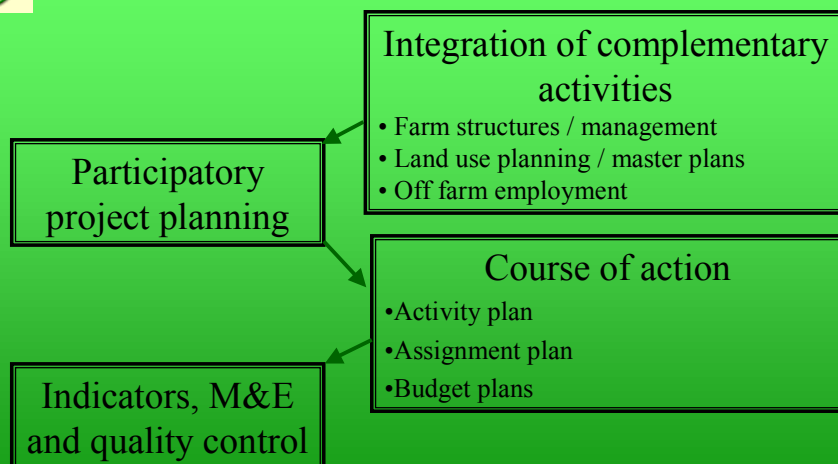 Integration of complementary
activities
• Farm structures / management
• Land use planning / master plans
• Off farm employment
Participatory
project planning
Course of action
•Activity plan
•Assignment plan
•Budget plans
Indicators, M&E
and quality control